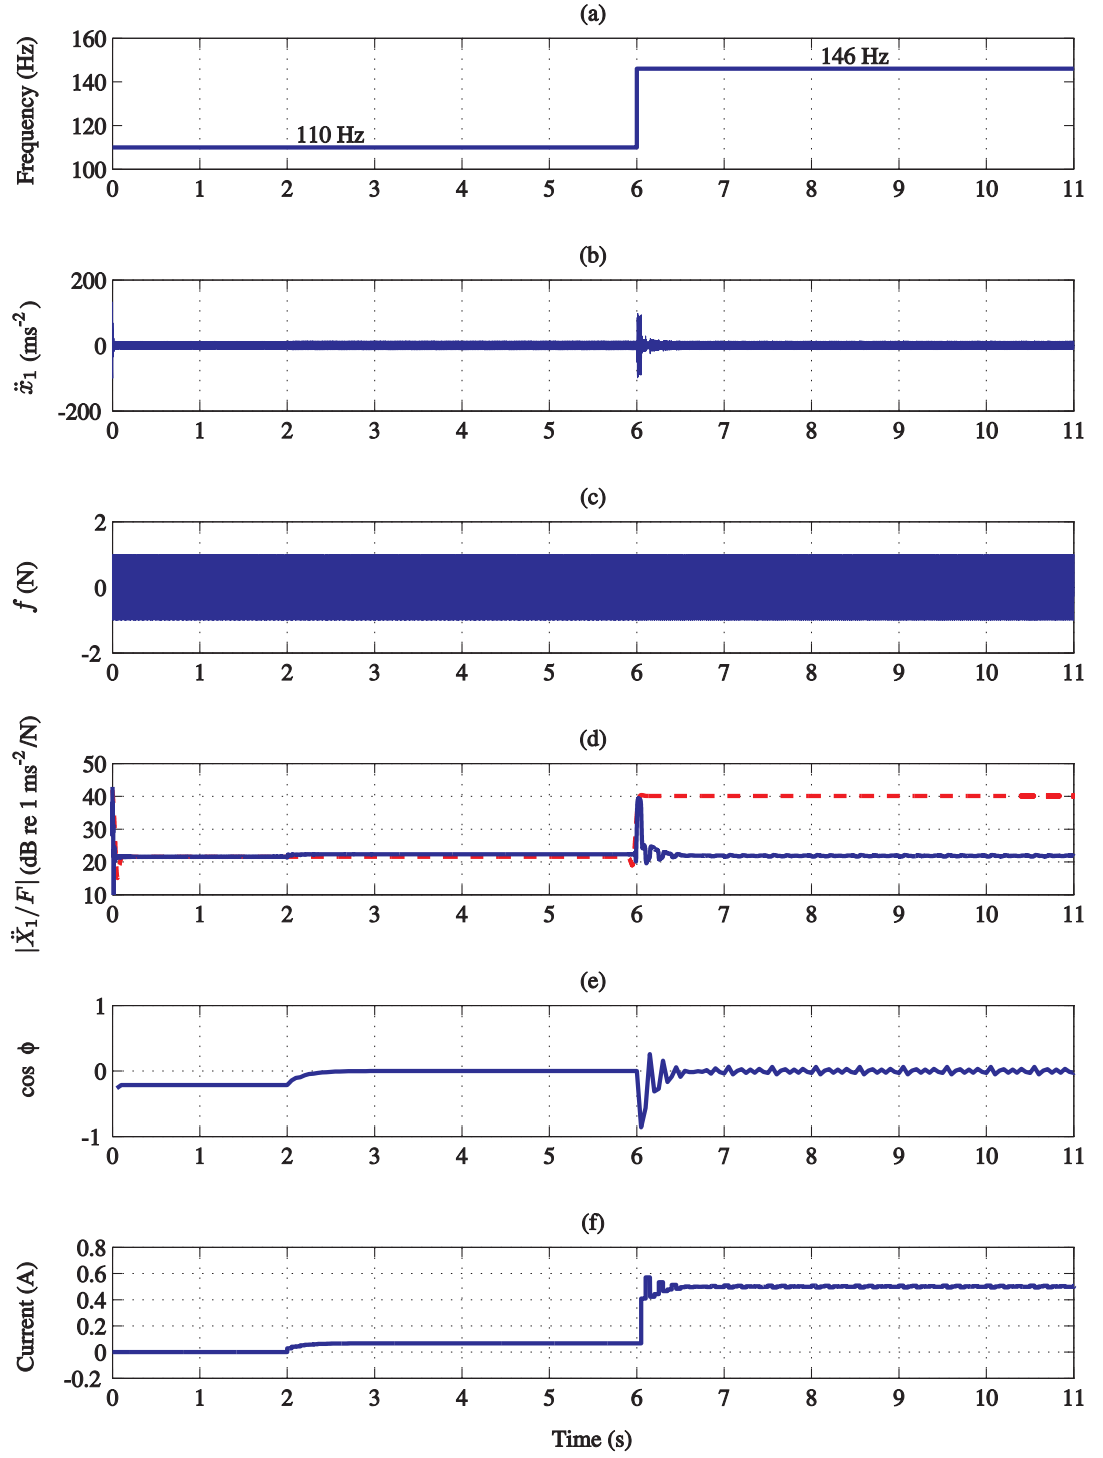 (a)
Frequency (Hz)
160
140
120
100
110 Hz
146 Hz
0 1 2 3 4 5 6 7 8 9 10 11
(b)
ẍ₁ (ms⁻²)
200
0
-200
0 1 2 3 4 5 6 7 8 9 10 11
(c)
f (N)
2
0
-2
0 1 2 3 4 5 6 7 8 9 10 11
(d)
|Ẍ₁/F| (dB re 1 ms⁻²/N)
50
40
30
20
10
0 1 2 3 4 5 6 7 8 9 10 11
(e)
cos ϕ
1
0
-1
0 1 2 3 4 5 6 7 8 9 10 11
(f)
Current (A)
0.8
0.6
0.4
0.2
0
-0.2
0 1 2 3 4 5 6 7 8 9 10 11
Time (s)